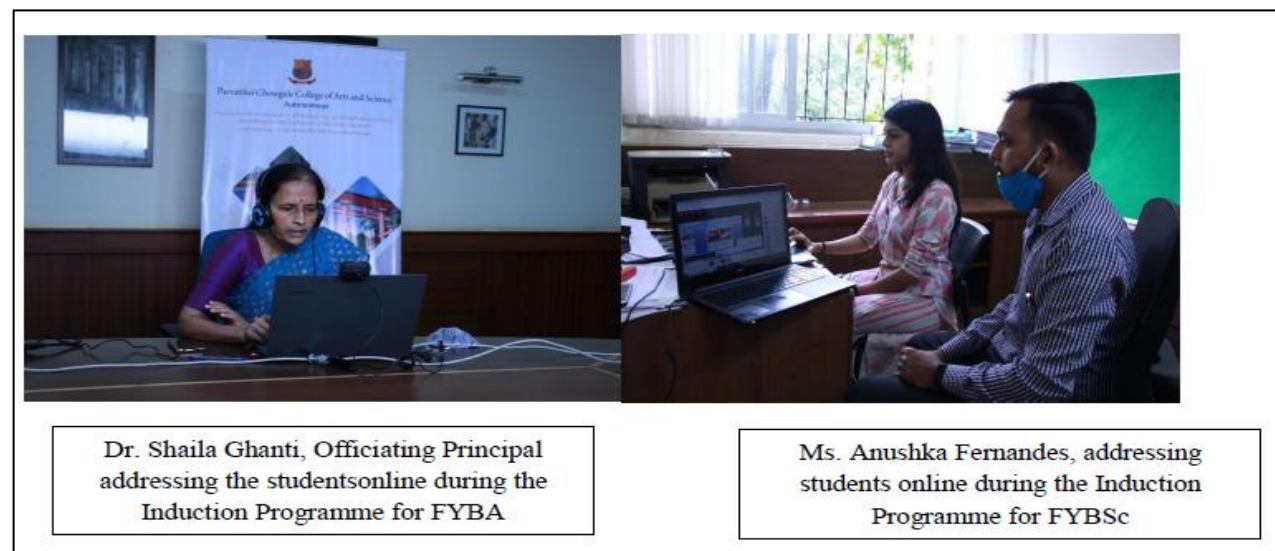 Parvatibai Chowgule College of Arts and Science
Autonomous
Dr. Shaila Ghanti, Officiating Principal
addressing the studentsonline during the
Induction Programme for FYBA
Ms. Anushka Fernandes, addressing
students online during the Induction
Programme for FYBSc